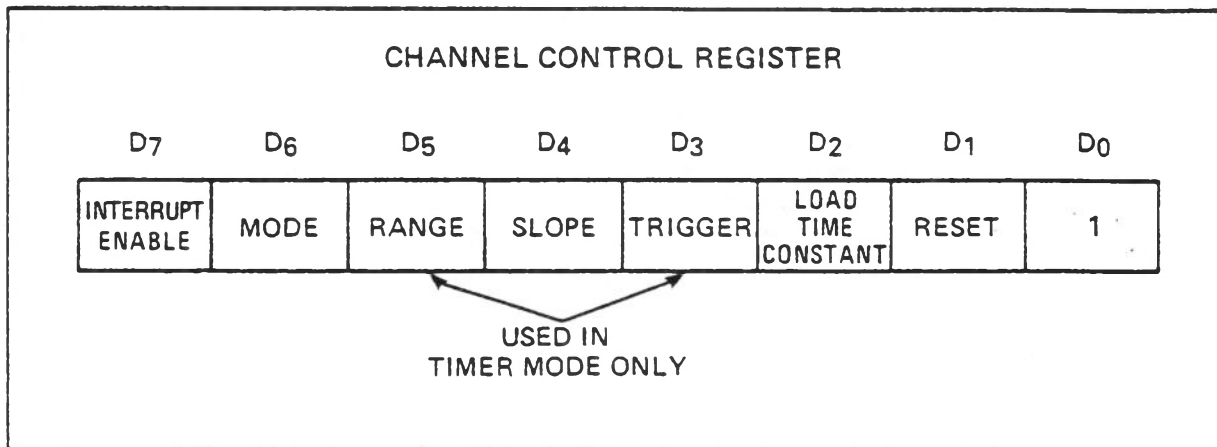 CHANNEL CONTROL REGISTER
D7 D6 D5 D4 D3 D2 D1 D0
INTERRUPT ENABLE
MODE
RANGE
SLOPE
TRIGGER
LOAD TIME CONSTANT
RESET
1
USED IN
TIMER MODE ONLY